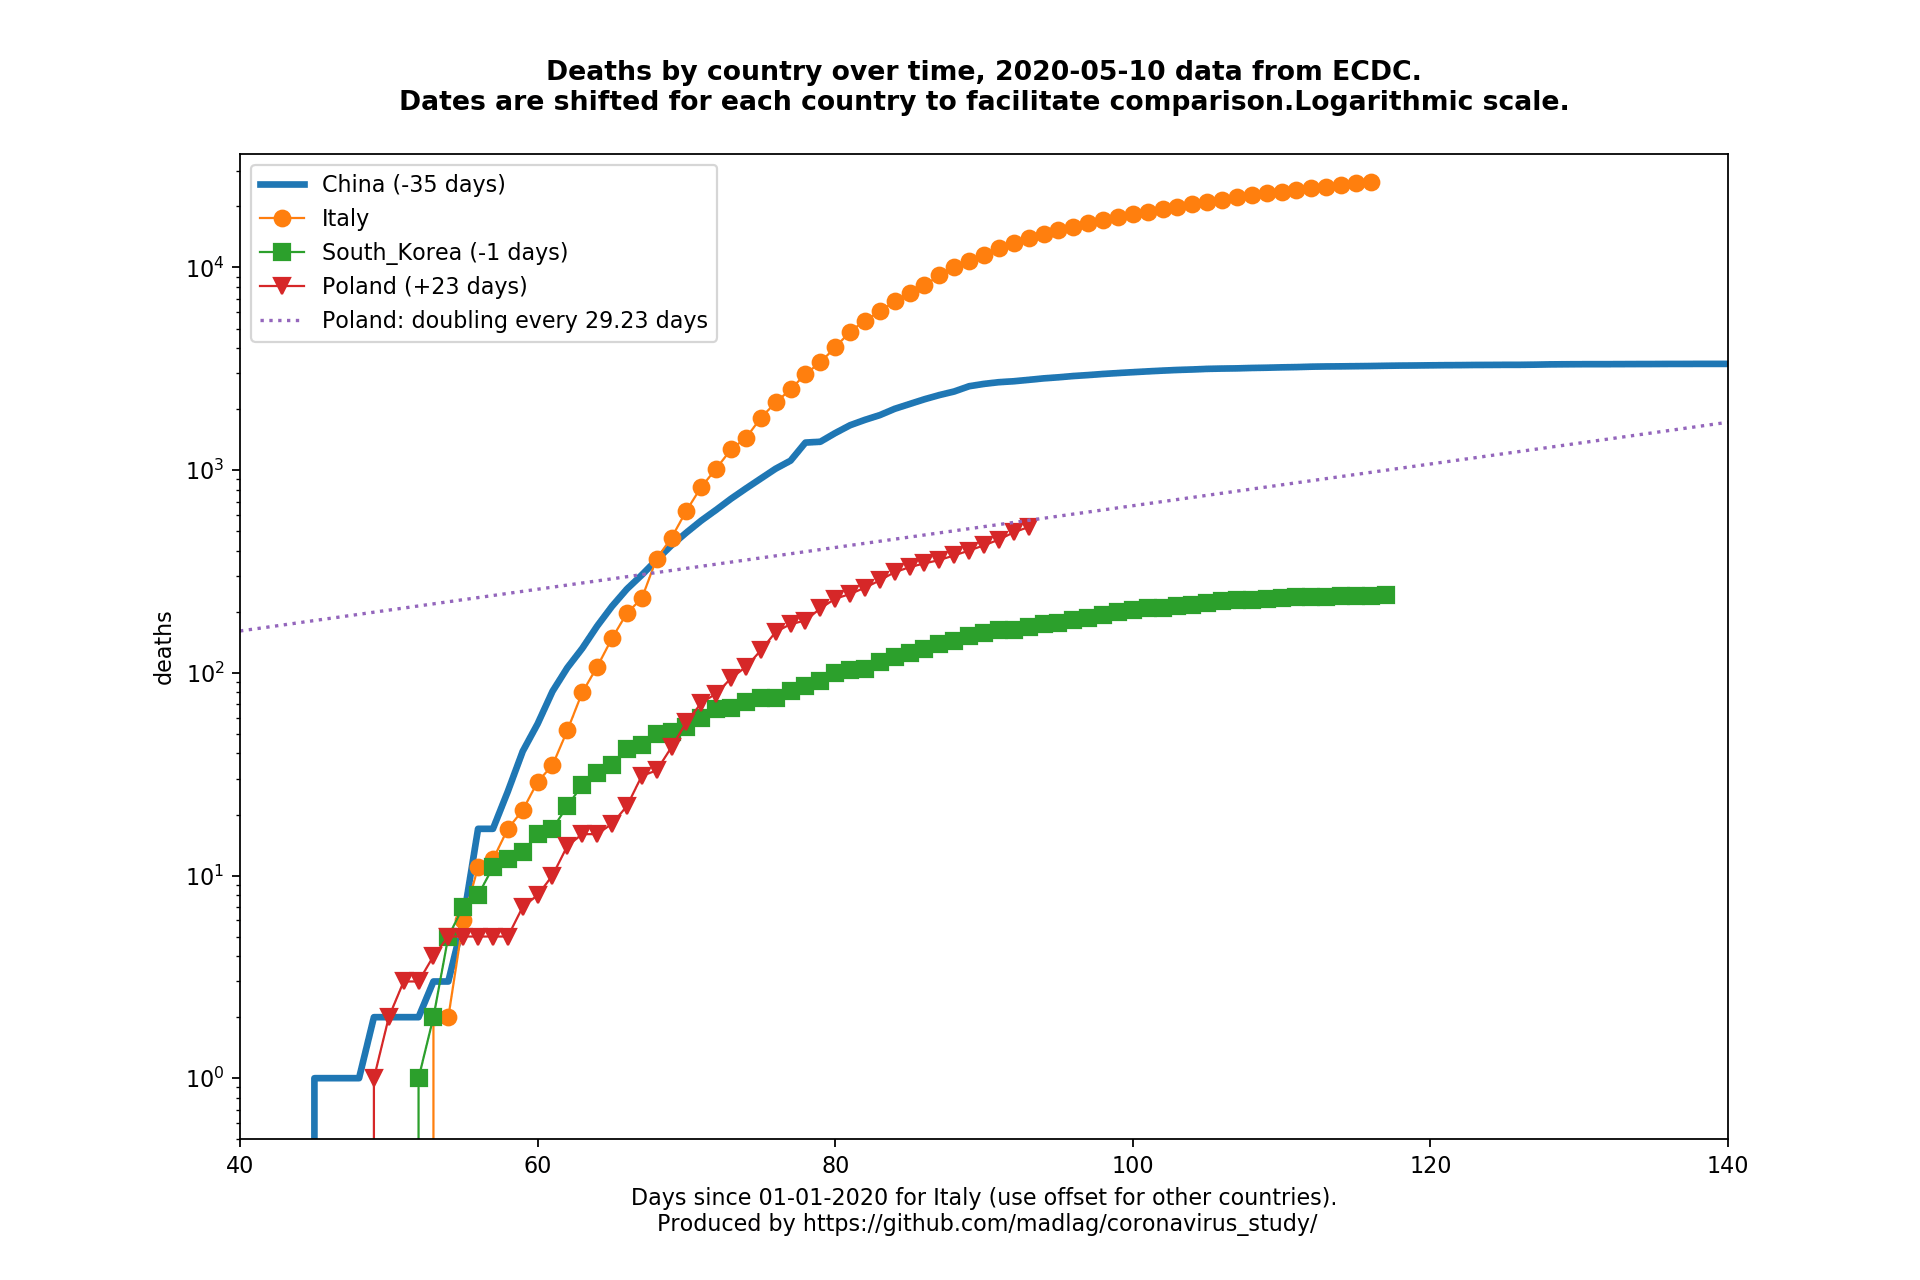 Deaths by country over time, 2020-05-10 data from ECDC.
Dates are shifted for each country to facilitate comparison.Logarithmic scale.
China (-35 days)
Italy
South_Korea (-1 days)
Poland (+23 days)
Poland: doubling every 29.23 days
deaths
10⁴
10³
10²
10¹
10⁰
40 60 80 100 120 140
Days since 01-01-2020 for Italy (use offset for other countries).
Produced by https://github.com/madlag/coronavirus_study/